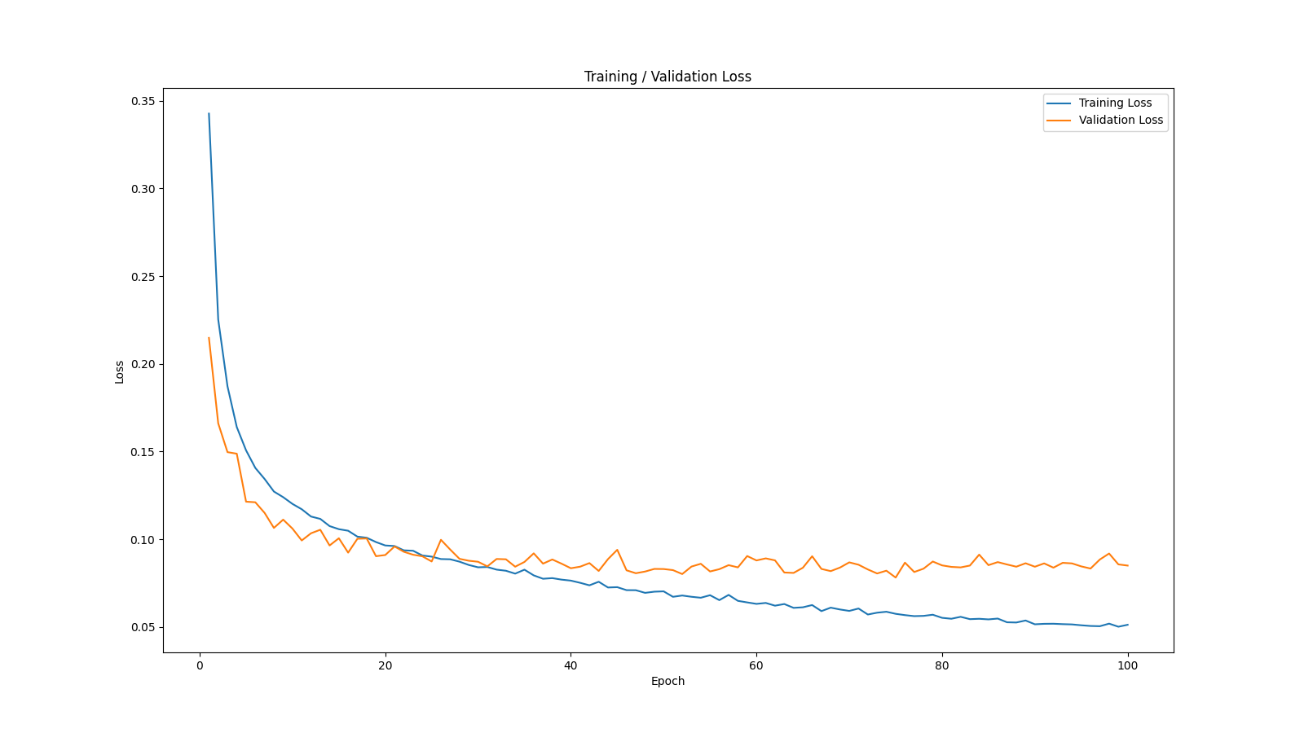 Training / Validation Loss
Training Loss
Validation Loss
0.35
0.30
0.25
0.20
0.15
0.10
0.05
Loss
0
20
40
60
80
100
Epoch